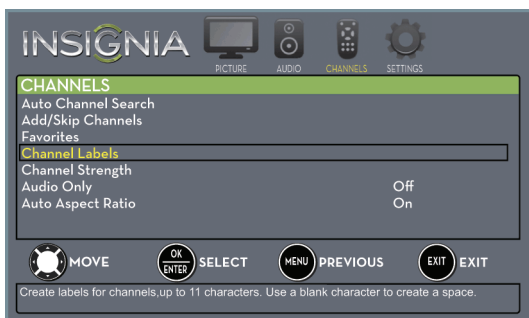 INSIGNIA
PICTURE AUDIO CHANNELS SETTINGS
CHANNELS
Auto Channel Search
Add/Skip Channels
Favorites
Channel Labels
Channel Strength
Audio Only Off
Auto Aspect Ratio On
MOVE OK ENTER SELECT MENU PREVIOUS EXIT EXIT
Create labels for channels,up to 11 characters. Use a blank character to create a space.